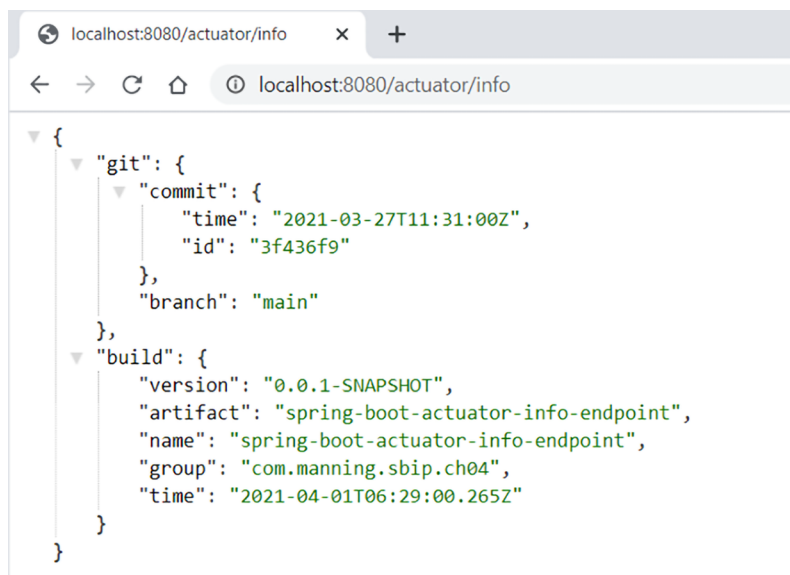 localhost:8080/actuator/info
localhost:8080/actuator/info
{
"git": {
"commit": {
"time": "2021-03-27T11:31:00Z",
"id": "3f436f9"
},
"branch": "main"
},
"build": {
"version": "0.0.1-SNAPSHOT",
"artifact": "spring-boot-actuator-info-endpoint",
"name": "spring-boot-actuator-info-endpoint",
"group": "com.manning.sbip.ch04",
"time": "2021-04-01T06:29:00.265Z"
}
}